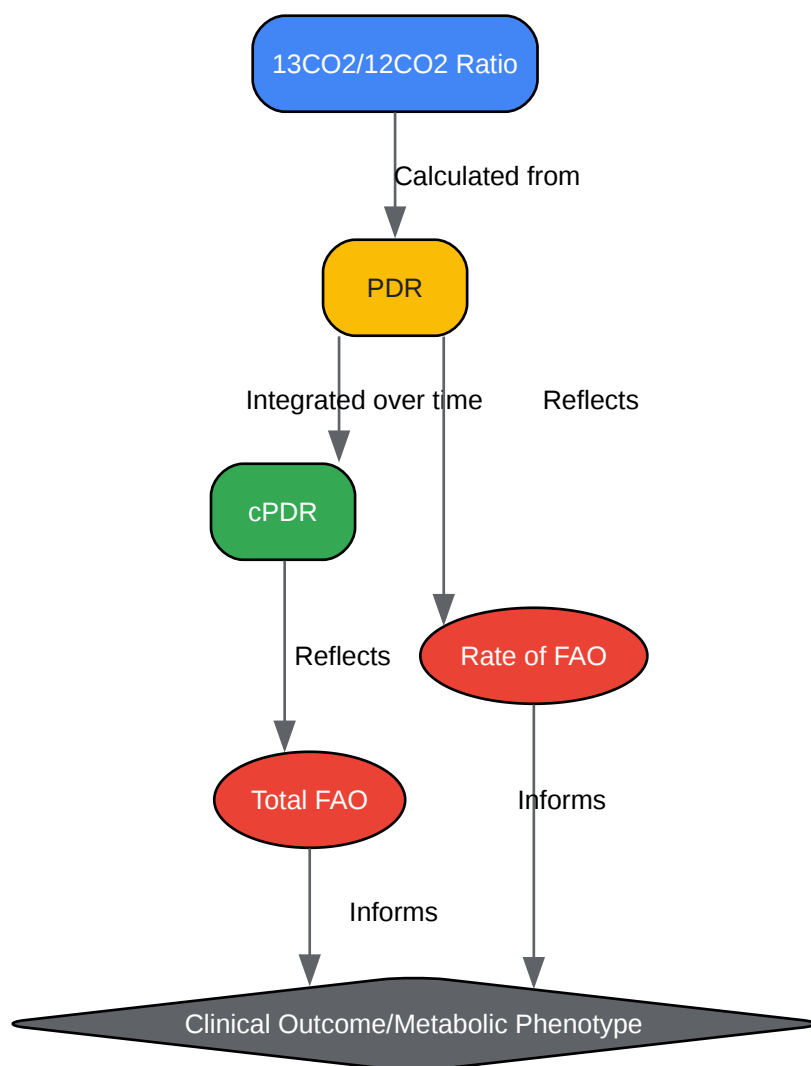 13CO2/12CO2 Ratio
Calculated from
PDR
Integrated over time
Reflects
cPDR
Reflects
Rate of FAO
Total FAO
Informs
Informs
Clinical Outcome/Metabolic Phenotype